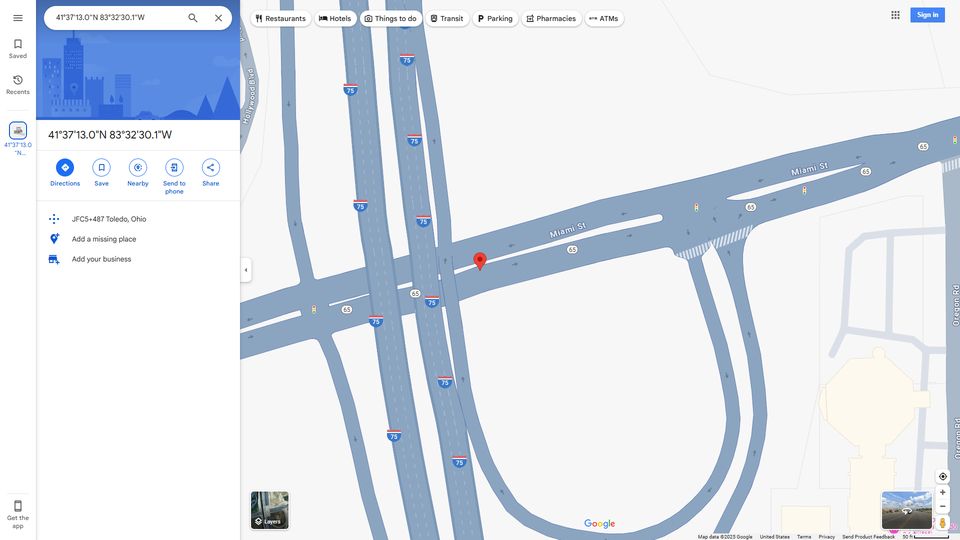 41°37'13.0"N 83°32'30.1"W
Restaurants
Hotels
Things to do
Transit
Parking
Pharmacies
ATMs
Sign in
Saved
Recents
41°37'13.0
"N...
Get the
app
41°37'13.0"N 83°32'30.1"W
Directions
Save
Nearby
Send to
phone
Share
JFC5+487 Toledo, Ohio
Add a missing place
Add your business
Hollywood Blvd
75
75
75
75
75
75
75
75
75
75
65
65
65
65
65
65
Miami St
Miami St
Oregon Rd
Oregon Rd
Layers
Google
Map data ©2025 Google
United States
Terms
Privacy
Send Product Feedback
50 ft